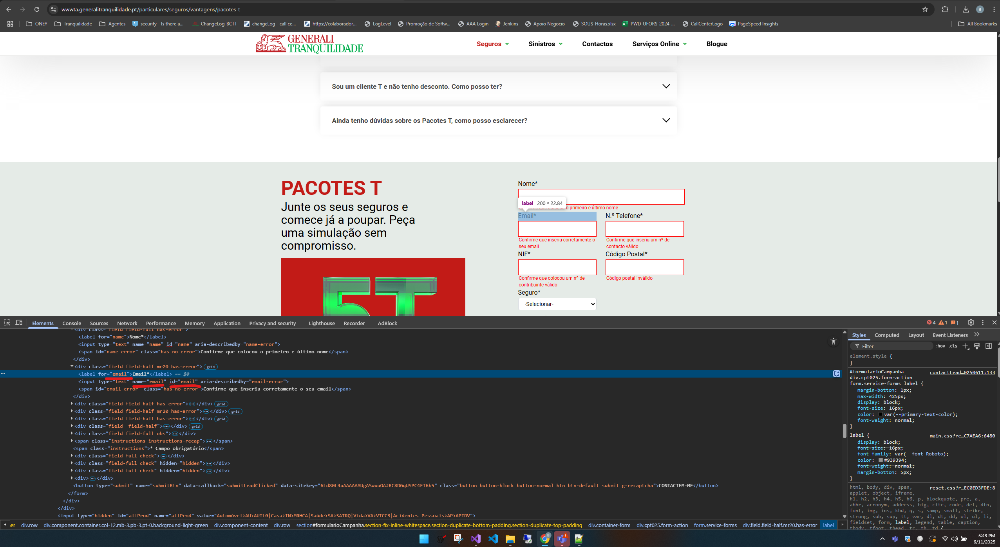 wwwta.generalitranquilidade.pt/particulares/seguros/vantagens/pacotes-t
B
ONEY
Tranquilidade
Agentes
security - Is there a...
ChangeLog-BCTT
changeLog - call ce...
https://colaborador...
LogLevel
Promoção de Softw...
AAA Login
Jenkins
Apoio Negocio
SOUS_Horas.xlsx
PWD_UFORS_2024_...
CallCenterLogo
PageSpeed Insights
All Bookmarks
GENERALI
TRANQUILIDADE
Seguros
Sinistros
Contactos
Serviços Online
Blogue
Sou um cliente T e não tenho desconto. Como posso ter?
Ainda tenho dúvidas sobre os Pacotes T, como posso esclarecer?
PACOTES T
Junte os seus seguros e
comece já a poupar. Peça
uma simulação sem
compromisso.
5T
Nome*
label 200 × 22.84
o primeiro e último nome
Email*
N.º Telefone*
Confirme que inseriu corretamente o
seu email
Confirme que inseriu um nº de
contacto válido
NIF*
Código Postal*
Confirme que colocou um nº de
contribuinte válido
Código postal inválido
Seguro*
-Selecionar-
Elements
Console
Sources
Network
Performance
Memory
Application
Privacy and security
Lighthouse
Recorder
AdBlock
4
1
1
<div class="field field-full has-error">
<label for="name">Nome*</label>
<input type="text" name="name" id="name" aria-describedby="name-error">
<span id="name-error" class="has-no-error">Confirme que colocou o primeiro e último nome</span>
</div>
<div class="field field-half mr20 has-error"> grid
<label for="email">Email*</label> == $0
<input type="text" name="email" id="email" aria-describedby="email-error">
<span id="email-error" class="has-no-error">Confirme que inseriu corretamente o seu email</span>
</div>
<div class="field field-half has-error">…</div> grid
<div class="field field-half mr20 has-error">…</div> grid
<div class="field field-half has-error">…</div> grid
<div class="field  field-half">…</div> grid
<div class="field field-full obs">…</div>
<span class="instructions instructions-recap">…</span>
<span class="instructions">* Campo obrigatório</span>
<div class="field-full check">…</div>
<div class="field-full check" hidden="hidden">…</div>
<div class="field-full check" hidden="hidden">…</div>
<div>…</div>
<button type="submit" name="submitBtn" data-callback="submitLeadClicked" data-sitekey="6Ld80L4aAAAAAAUgASwuuOAJBC8DGqUSPC4FT6b5" class="button button-block button-normal btn btn-default submit g-recaptcha">CONTACTEM-ME</button>
</form>
</div>
</div>
<input type="hidden" id="allProd" name="allProd" value="Automóvel>AU>AUTLG|Casa>IN>MRHCA|Saúde>SA>SATRQ|Vida>VA>VTCC3|Acidentes Pessoais>AP>APIDV">
er
div.row
div.component.container.col-12.mb-3.pb-3.pt-0.background-light-green
div.component-content
div.row
section#formularioCampanha.section-fix-inline-whitespace.section-duplicate-bottom-padding.section-duplicate-top-padding
div.container-form
div.cpt025.form-action
form.service-forms
div.field.field-half.mr20.has-error
label
Styles
Computed
Layout
Event Listeners
Filter
:hov .cls
element.style {
}
#formularioCampanha contactLead…0250611:133
div.cpt025.form-action
form.service-forms label {
margin-bottom: 1px;
max-width: 425px;
display: block;
font-size: 16px;
color: var(--primary-text-color);
font-weight: normal;
}
label { main.css?re…C7AEA6:6480
display: block;
font-size: 16px;
font-family: var(--font-Roboto);
color: #939394;
font-weight: normal;
margin-bottom: 5px;
}
html, body, div, span, reset.css?r…EC0ED3FDE:8
applet, object, iframe,
h1, h2, h3, h4, h5, h6, p, blockquote, pre, a,
abbr, acronym, address, big, cite, code, del, dfn,
font, img, ins, kbd, q, s, samp, small, strike,
strong, sub, sup, tt, var, dl, dt, dd, ol, ul, li,
fieldset, form, label, legend, table, caption,
tbody, tfoot, thead, tr, th, td {
5:43 PM
6/11/2025